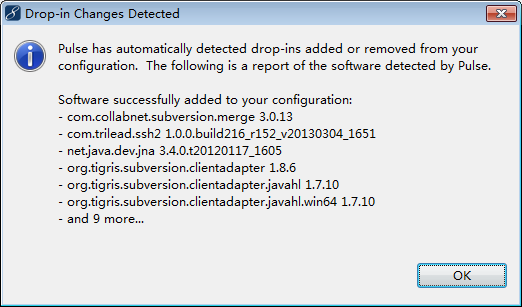 Drop-in Changes Detected
Pulse has automatically detected drop-ins added or removed from your
configuration.  The following is a report of the software detected by Pulse.
Software successfully added to your configuration:
- com.collabnet.subversion.merge 3.0.13
- com.trilead.ssh2 1.0.0.build216_r152_v20130304_1651
- net.java.dev.jna 3.4.0.t20120117_1605
- org.tigris.subversion.clientadapter 1.8.6
- org.tigris.subversion.clientadapter.javahl 1.7.10
- org.tigris.subversion.clientadapter.javahl.win64 1.7.10
- and 9 more...
OK